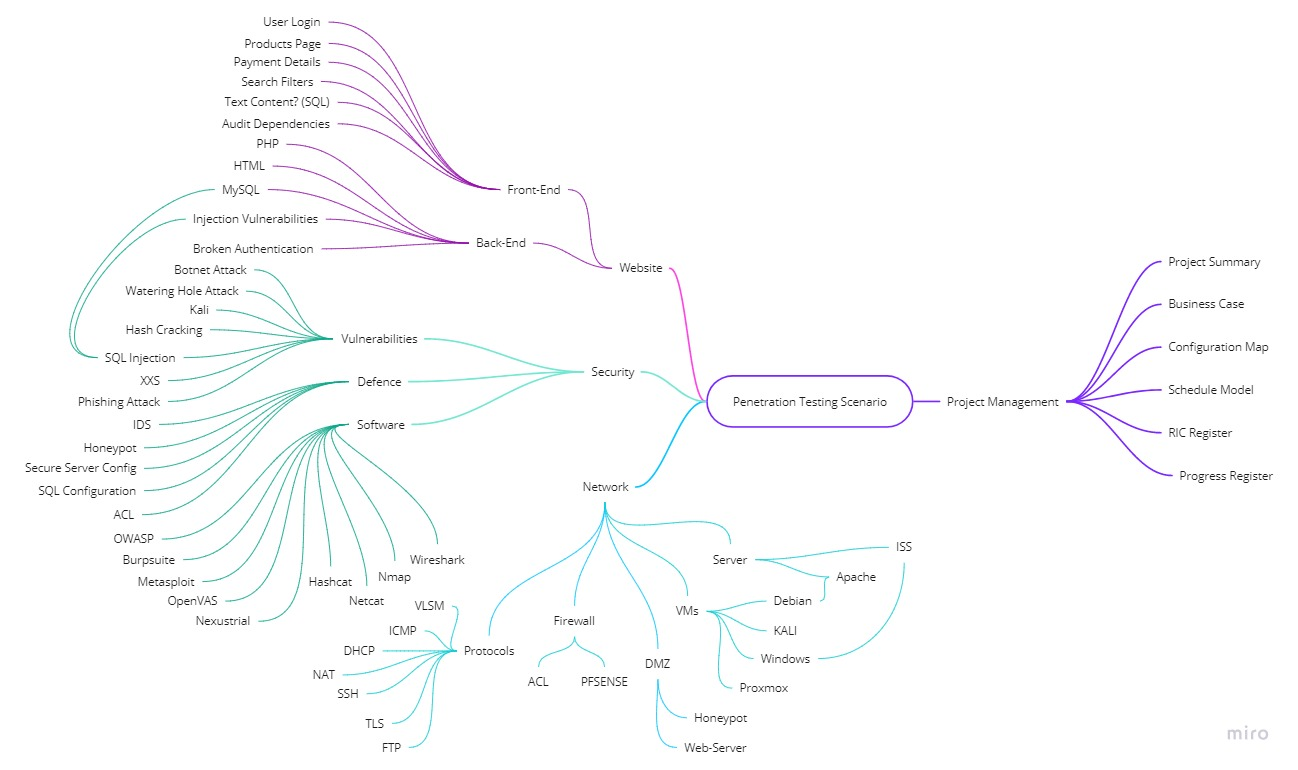 User Login
Products Page
Payment Details
Search Filters
Text Content? (SQL)
Audit Dependencies
PHP
HTML
MySQL
Injection Vulnerabilities
Broken Authentication
Front-End
Back-End
Website
Botnet Attack
Watering Hole Attack
Kali
Hash Cracking
SQL Injection
XXS
Phishing Attack
Vulnerabilities
Defence
Software
Security
IDS
Honeypot
Secure Server Config
SQL Configuration
ACL
OWASP
Burpsuite
Metasploit
OpenVAS
Nexustrial
Hashcat
Netcat
Nmap
Wireshark
Penetration Testing Scenario
Project Management
Project Summary
Business Case
Configuration Map
Schedule Model
RIC Register
Progress Register
Network
Protocols
VLSM
ICMP
DHCP
NAT
SSH
TLS
FTP
Firewall
ACL
PFSENSE
DMZ
Honeypot
Web-Server
VMs
Debian
KALI
Windows
Proxmox
Server
ISS
Apache
miro